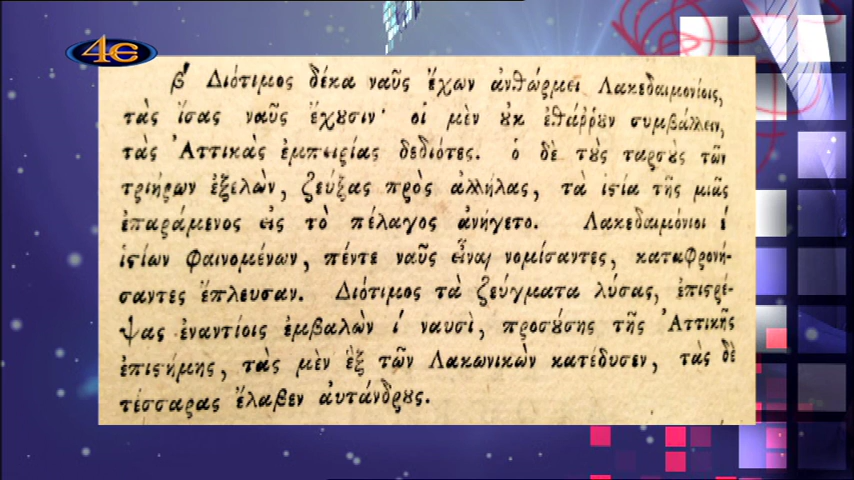 4Ε
β΄ Διότιμος δέκα ναῦς ἔχων ἀνθώρμει Λακεδαιμονίοις,
τὰς ἴσας ναῦς ἔχουσιν· οἱ μὲν οὐκ ἐθάῤῥουν συμβάλλειν,
τὰς Ἀττικὰς ἐμπειρίας δεδιότες. ὁ δὲ τοὺς ταρσοὺς τῶν
τριήρων ἐξελὼν, ζεύξας πρὸς ἀλλήλας, τὰ ἱστία τῆς μιᾶς
ἐπαράμενος εἰς τὸ πέλαγος ἀνήγετο. Λακεδαιμόνιοι ί
ἱστίων φαινομένων, πέντε ναῦς εἶναι νομίσαντες, καταφρονή-
σαντες ἔπλευσαν. Διότιμος τὰ ζεύγματα λύσας, ἐπιστρέ-
ψας ἐναντίοις ἐμβαλὼν ί ναυσὶ, προσούσης τῆς Ἀττικῆς
ἐπιστήμης, τὰς μὲν ἓξ τῶν Λακωνικῶν κατέδυσεν, τὰς δὲ
τέσσαρας ἔλαβεν αὐτάνδρους.